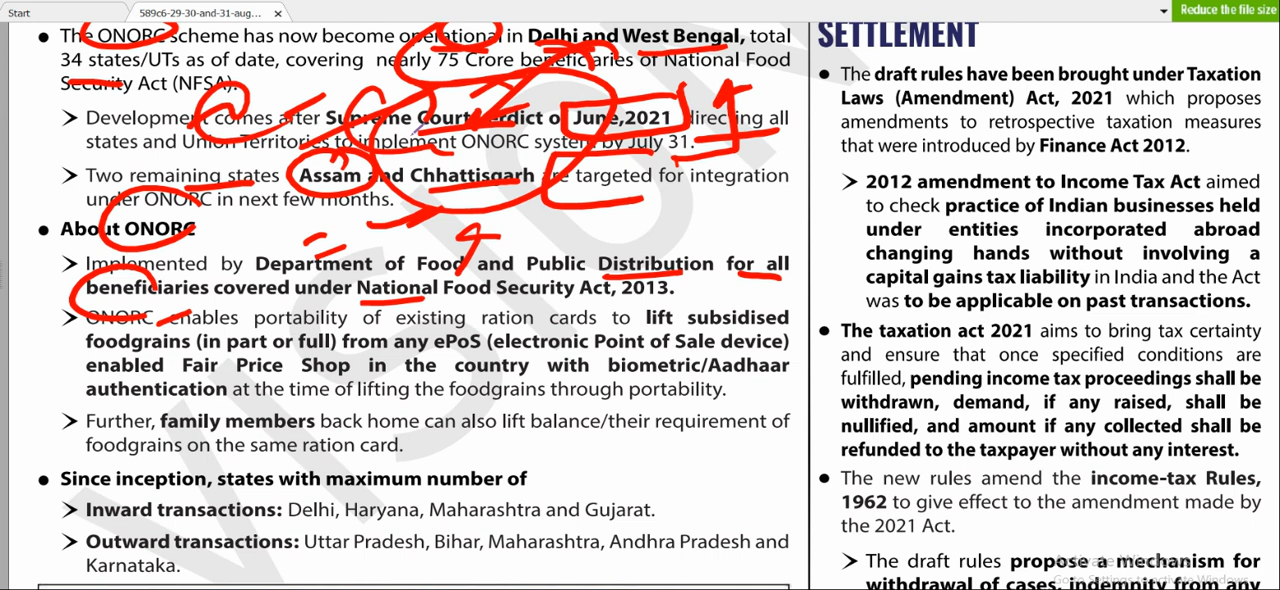 Start
589c6-29-30-and-31-aug...
Reduce the file size
The ONORC scheme has now become operational in Delhi and West Bengal, total
34 states/UTs as of date, covering nearly 75 Crore beneficiaries of National Food
Security Act (NFSA).
Development comes after Supreme Court verdict of June,2021 directing all
states and Union Territories to implement ONORC system by July 31.
Two remaining states Assam and Chhattisgarh are targeted for integration
under ONORC in next few months.
About ONORC
Implemented by Department of Food and Public Distribution for all
beneficiaries covered under National Food Security Act, 2013.
ONORC enables portability of existing ration cards to lift subsidised
foodgrains (in part or full) from any ePoS (electronic Point of Sale device)
enabled Fair Price Shop in the country with biometric/Aadhaar
authentication at the time of lifting the foodgrains through portability.
Further, family members back home can also lift balance/their requirement of
foodgrains on the same ration card.
Since inception, states with maximum number of
Inward transactions: Delhi, Haryana, Maharashtra and Gujarat.
Outward transactions: Uttar Pradesh, Bihar, Maharashtra, Andhra Pradesh and
Karnataka.
SETTLEMENT
The draft rules have been brought under Taxation
Laws (Amendment) Act, 2021 which proposes
amendments to retrospective taxation measures
that were introduced by Finance Act 2012.
2012 amendment to Income Tax Act aimed
to check practice of Indian businesses held
under entities incorporated abroad
changing hands without involving a
capital gains tax liability in India and the Act
was to be applicable on past transactions.
The taxation act 2021 aims to bring tax certainty
and ensure that once specified conditions are
fulfilled, pending income tax proceedings shall be
withdrawn, demand, if any raised, shall be
nullified, and amount if any collected shall be
refunded to the taxpayer without any interest.
The new rules amend the income-tax Rules,
1962 to give effect to the amendment made by
the 2021 Act.
The draft rules propose a mechanism for
withdrawal of cases, indemnity from any
Activate Windows
Go to Settings to activate Windows.
VISION